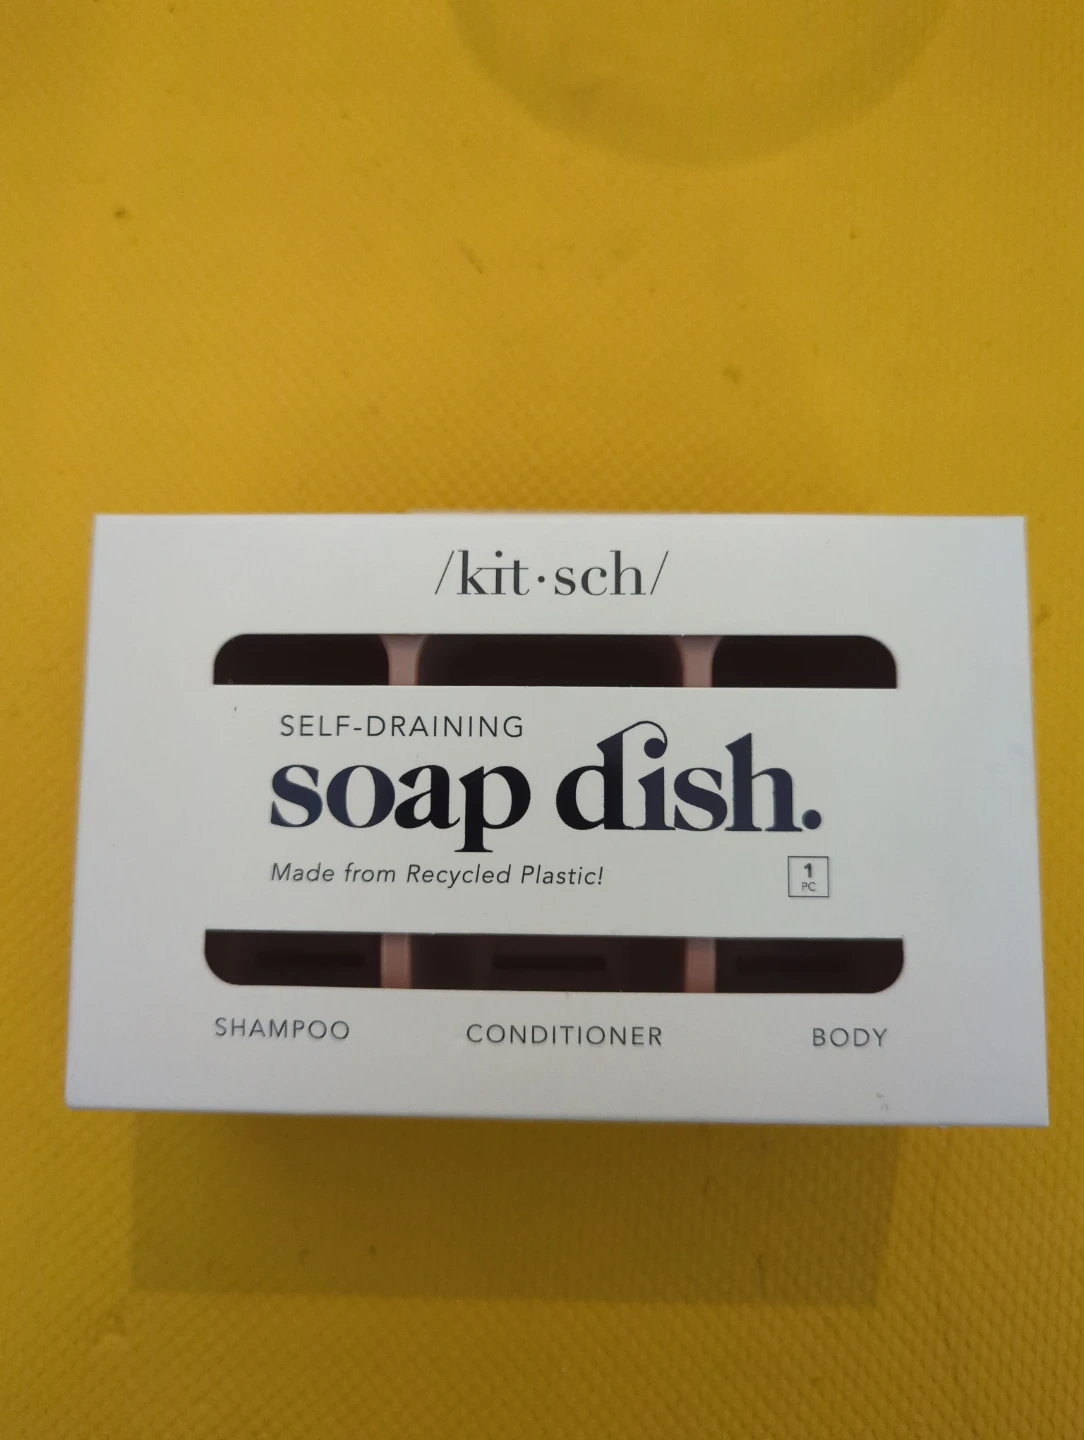 /kit·sch/
SELF-DRAINING
soap dish.
Made from Recycled Plastic!
1
PC
SHAMPOO CONDITIONER BODY